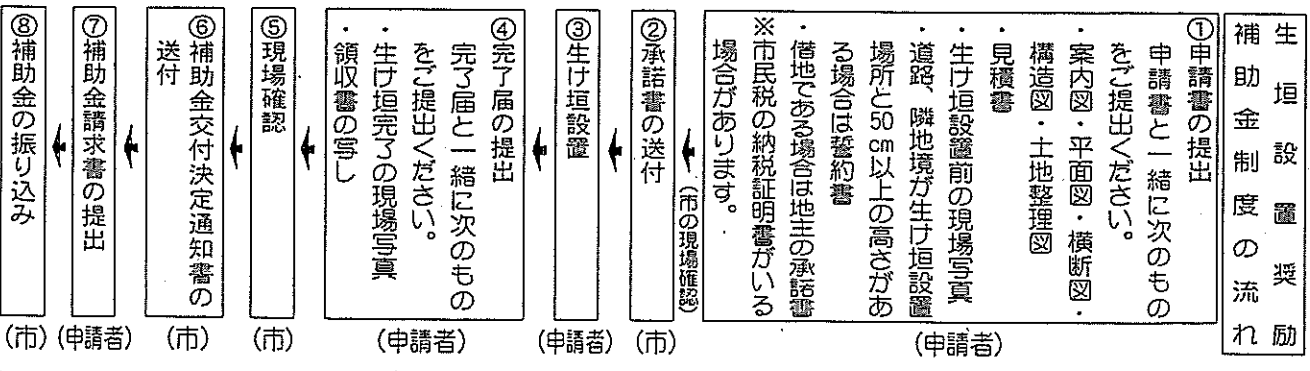 生垣設置奨励
補助金制度の流れ
①申請書の提出
申請書と一緒に次のもの
をご提出ください。
・案内図・平面図・横断図・
構造図・土地整理図
・見積書
・生け垣設置前の現場写真
・道路、隣地境が生け垣設置
場所と50cm以上の高さがあ
る場合は誓約書
・借地である場合は地主の承諾書
※市民税の納税証明書がいる
場合があります。
(申請者)
(市の現場確認)
②承諾書の送付
(市)
③生け垣設置
(申請者)
④完了届の提出
完了届と一緒に次のもの
をご提出ください。
・生け垣完了の現場写真
・領収書の写し
(申請者)
⑤現場確認
(市)
⑥補助金交付決定通知書の
送付
(市)
⑦補助金請求書の提出
(申請者)
⑧補助金の振り込み
(市)